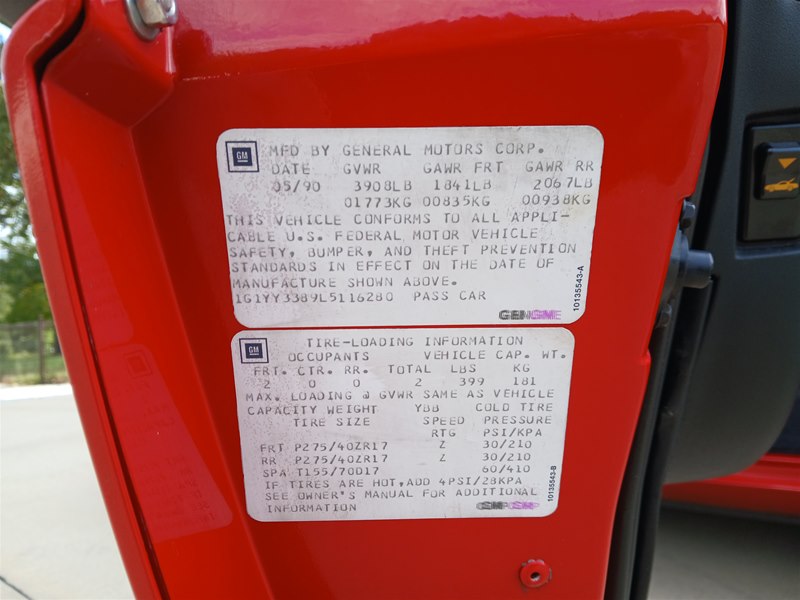 GM
MFD BY GENERAL MOTORS CORP.
DATE GVWR GAWR FRT GAWR RR
05/90 3908LB 1841LB 2067LB
01773KG 00835KG 00938KG
THIS VEHICLE CONFORMS TO ALL APPLI-
CABLE U.S. FEDERAL MOTOR VEHICLE
SAFETY, BUMPER, AND THEFT PREVENTION
STANDARDS IN EFFECT ON THE DATE OF
MANUFACTURE SHOWN ABOVE.
1G1YY3389L5116280 PASS CAR
10135543-A
GM
TIRE-LOADING INFORMATION
OCCUPANTS VEHICLE CAP. WT.
FRT. CTR. RR. TOTAL LBS KG
2 0 0 2 399 181
MAX. LOADING @ GVWR SAME AS VEHICLE
CAPACITY WEIGHT YBB COLD TIRE
TIRE SIZE SPEED PRESSURE
RTG PSI/KPA
FRT P275/40ZR17 Z 30/210
RR P275/40ZR17 Z 30/210
SPA T155/70D17 60/410
IF TIRES ARE HOT,ADD 4PSI/28KPA
SEE OWNER'S MANUAL FOR ADDITIONAL
INFORMATION
10135543-B